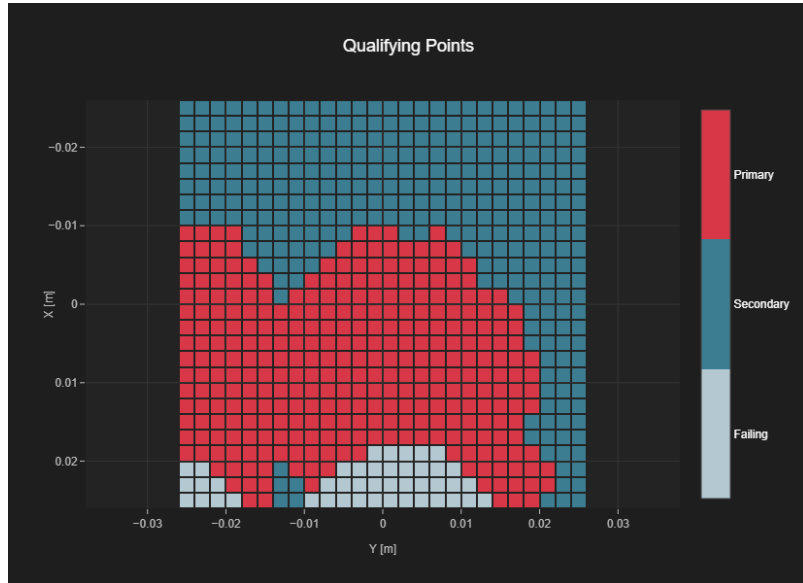 Qualifying Points
−0.02
−0.01
0
0.01
0.02
X [m]
−0.03
−0.02
−0.01
0
0.01
0.02
0.03
Y [m]
Primary
Secondary
Failing